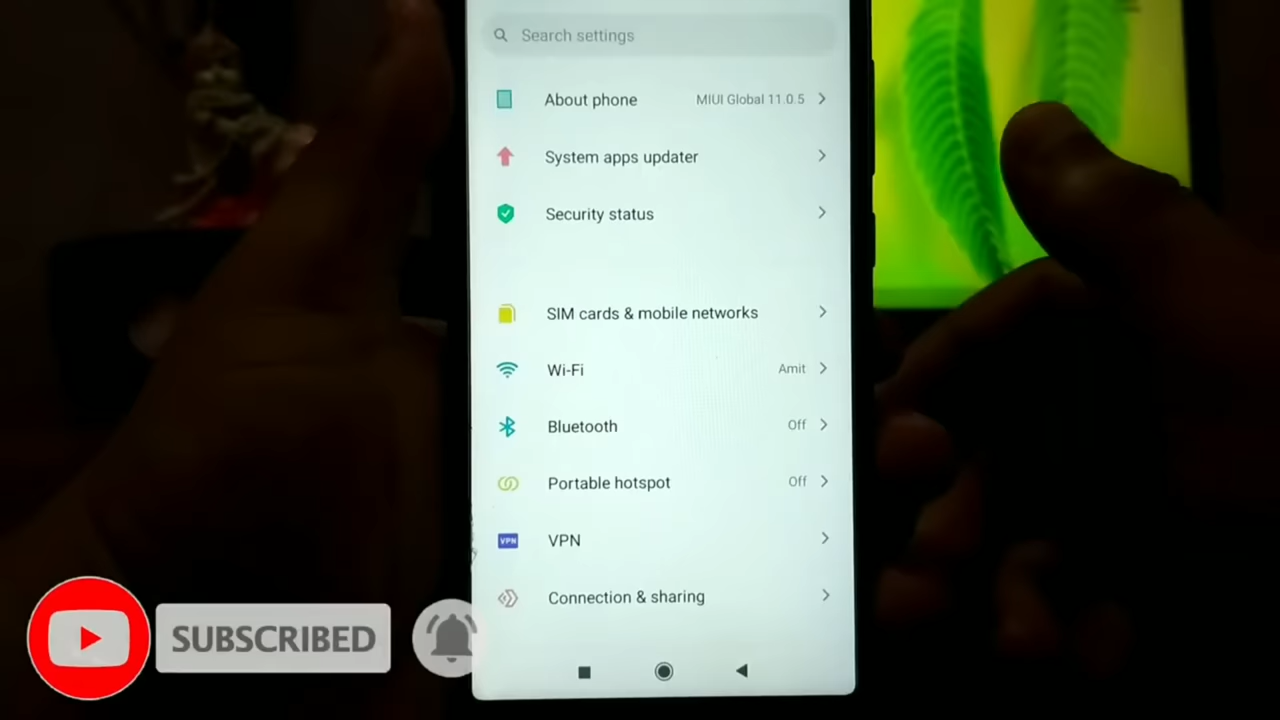 Search settings
About phone MIUI Global 11.0.5
System apps updater
Security status
SIM cards & mobile networks
Wi-Fi Amit
Bluetooth Off
Portable hotspot Off
VPN VPN
Connection & sharing
SUBSCRIBED